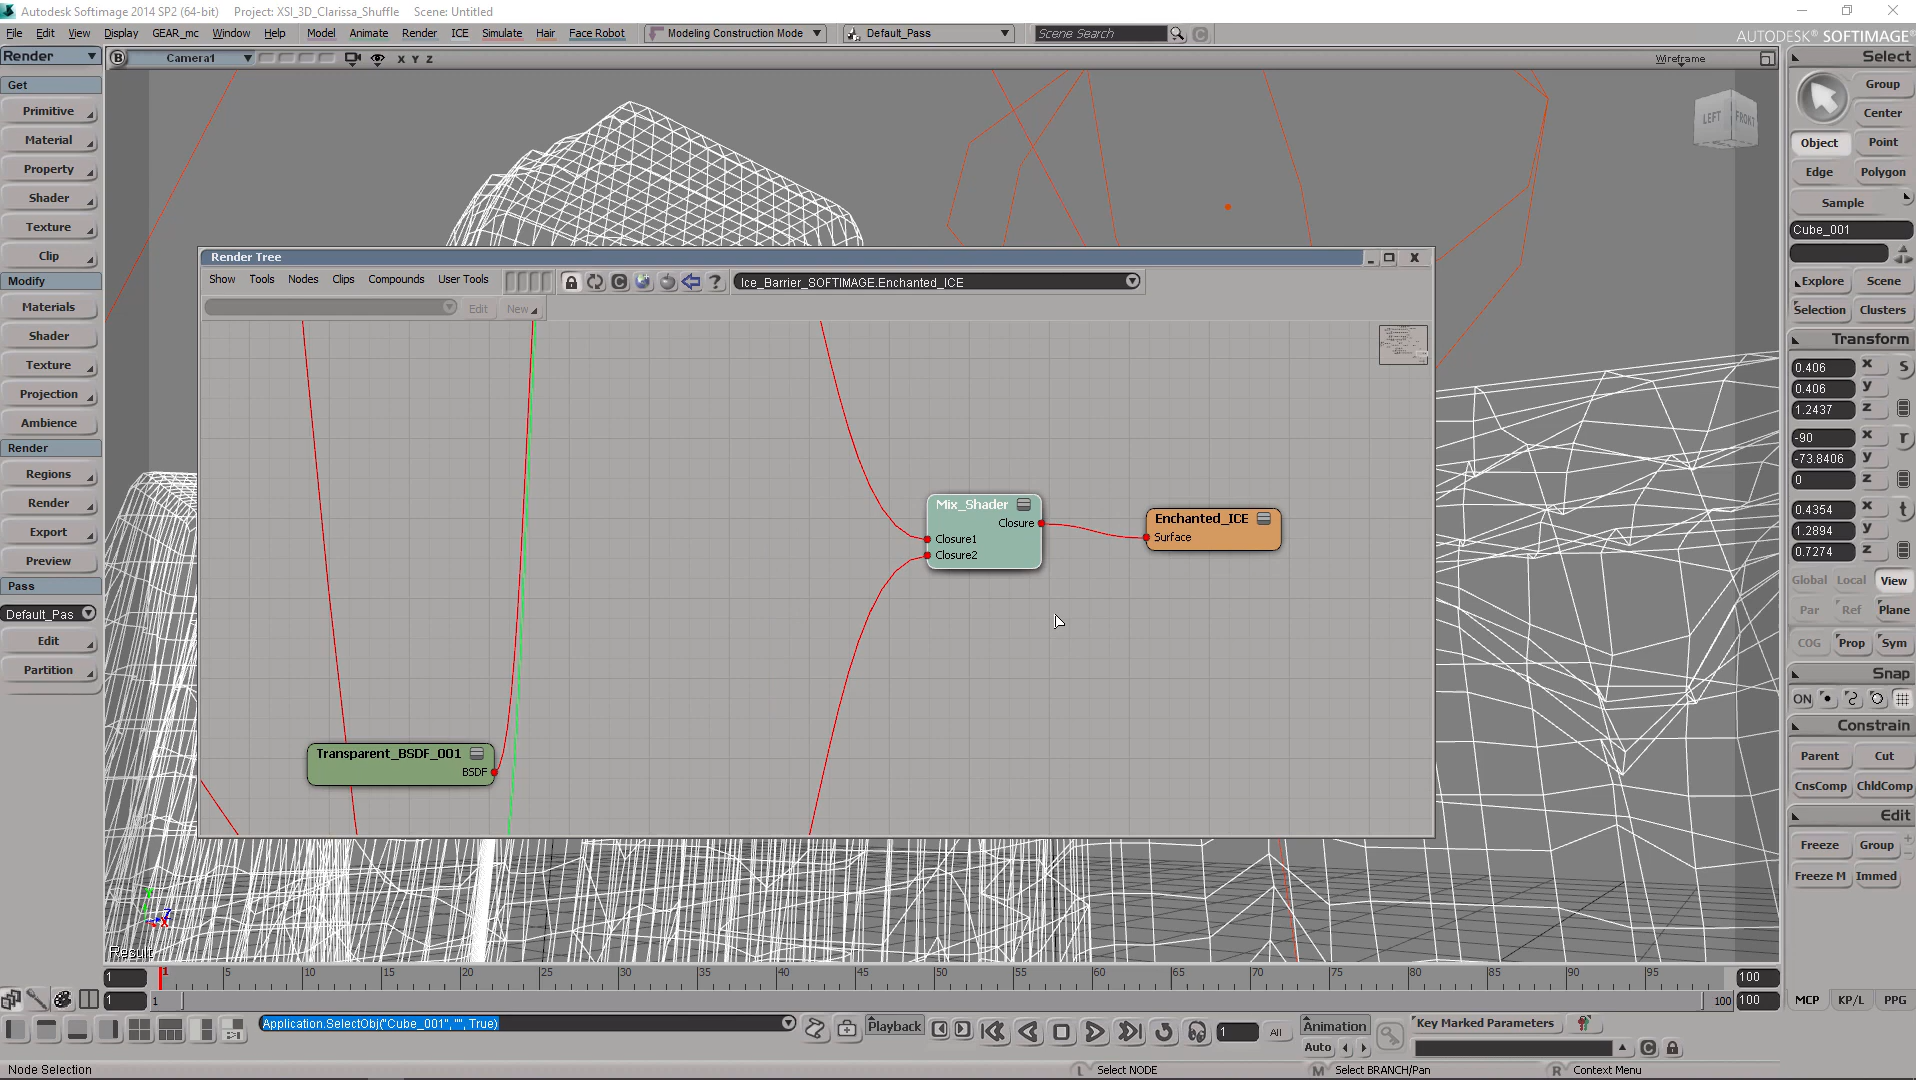 Autodesk Softimage 2014 SP2 (64-bit)    Project: XSI_3D_Clarissa_Shuffle    Scene: Untitled
File Edit View Display GEAR_mc Window Help Model Animate Render ICE Simulate Hair Face Robot Modeling Construction Mode Default_Pass Scene Search AUTODESK® SOFTIMAGE®
Render
B Camera1 X Y Z Wireframe
Get
Primitive
Material
Property
Shader
Texture
Clip
Modify
Materials
Shader
Texture
Projection
Ambience
Render
Regions
Render
Export
Preview
Pass
Default_Pas
Edit
Partition
LEFT FRONT
Render Tree
Show Tools Nodes Clips Compounds User Tools C ? Ice_Barrier_SOFTIMAGE.Enchanted_ICE
Edit New
Mix_Shader
Closure
Closure1
Closure2
Enchanted_ICE
Surface
Transparent_BSDF_001
BSDF
Y Z X
Result
Select
Group
Center
Object Point
Edge Polygon
Sample
Cube_001
Explore Scene
Selection Clusters
Transform
0.406 x s
0.406 y
1.2437 z
-90 x r
-73.8406 y
0 z
0.4354 x t
1.2894 y
0.7274 z
Global Local View
Par Ref Plane
COG Prop Sym
Snap
ON
Constrain
Parent Cut
CnsComp ChldComp
Edit
Freeze Group
Freeze M Immed
MCP KP/L PPG
1 1 5 10 15 20 25 30 35 40 45 50 55 60 65 70 75 80 85 90 95 100
1 1 100 100
Application.SelectObj("Cube_001","", True)
Playback 1 All Animation Key Marked Parameters
Auto
Node Selection L Select NODE M Select BRANCH/Pan R Context Menu